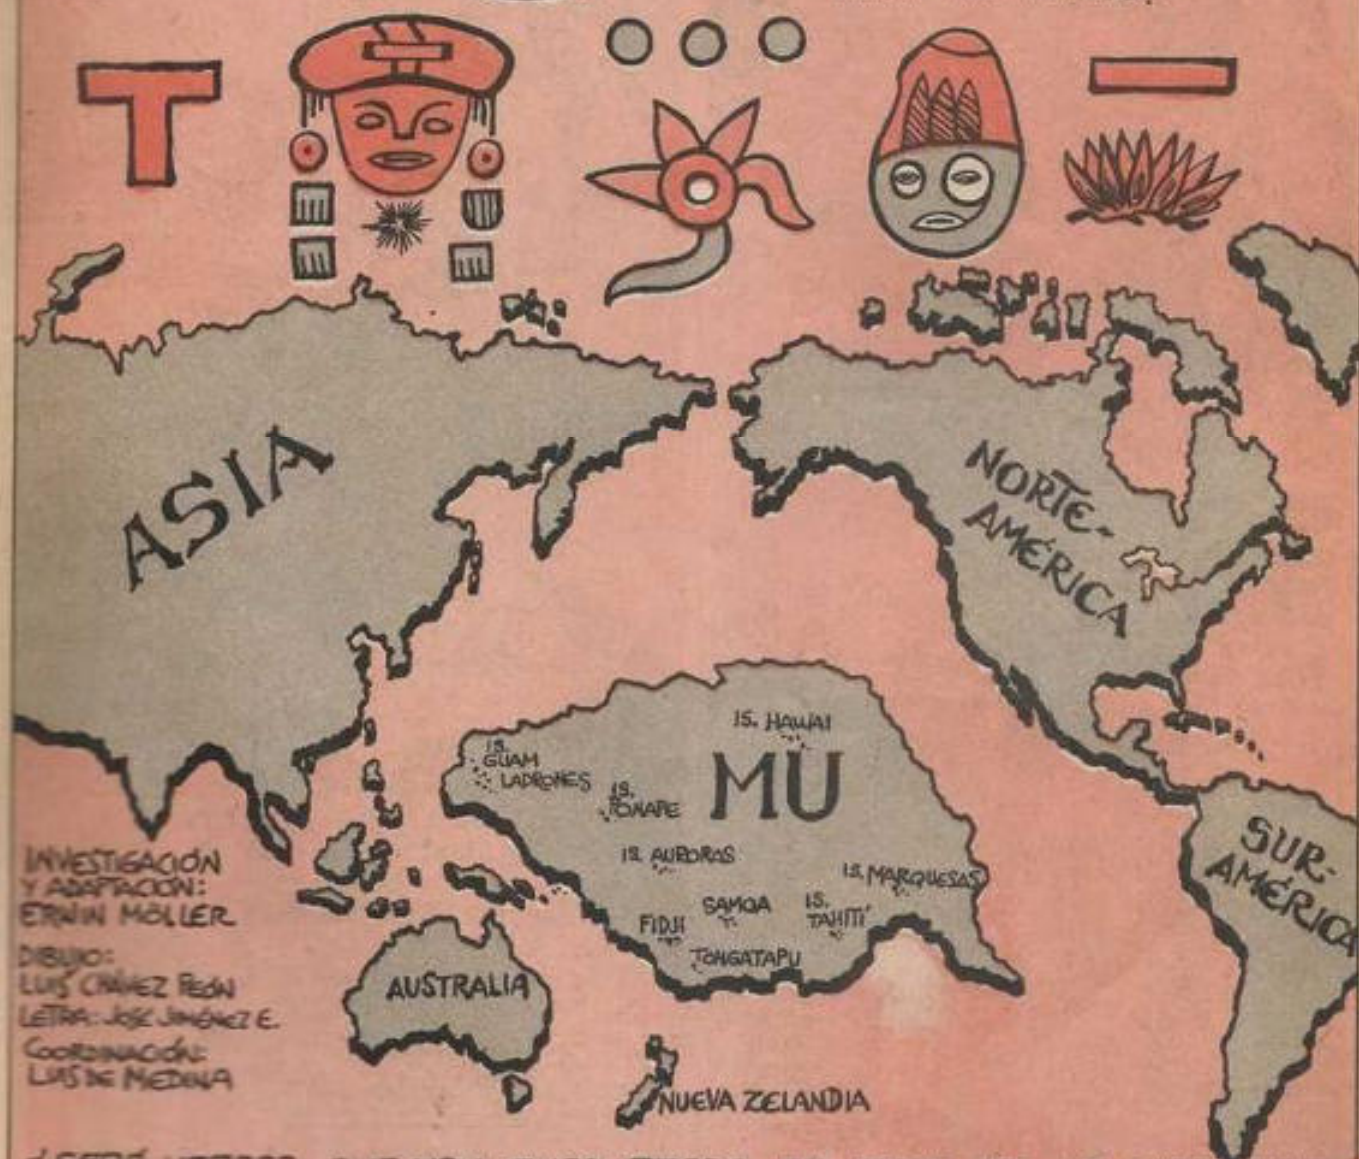 ASIA
NORTE-
AMÉRICA
IS. HAWAI
MU
IS.
GUAM
LADRONES
IS.
PONAPE
IS. AURORAS
IS. MARQUESAS
SAMOA
IS.
TAHITÍ
FIDJI
TONGATAPU
SUR-
AMÉRICA
AUSTRALIA
NUEVA ZELANDIA
INVESTIGACIÓN
Y ADAPTACIÓN:
ERWIN MÖLLER
DIBUJO:
LUIS CHÁVEZ PEÓN
LETRA: JOSÉ JIMÉNEZ E.
COORDINACIÓN:
LUIS DE MEDINA